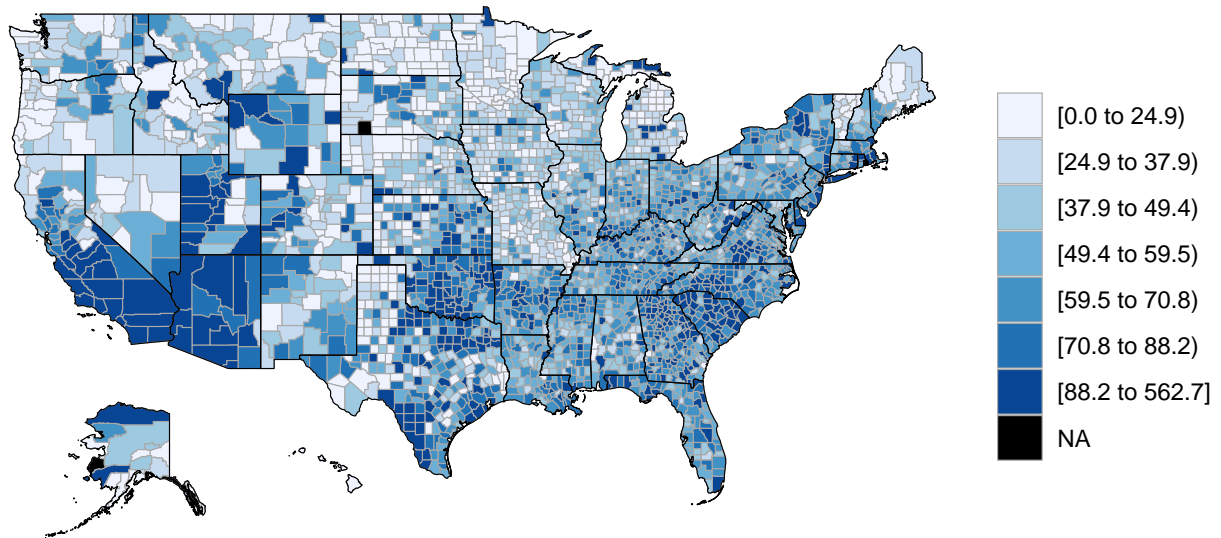 [0.0 to 24.9)
[24.9 to 37.9)
[37.9 to 49.4)
[49.4 to 59.5)
[59.5 to 70.8)
[70.8 to 88.2)
[88.2 to 562.7]
NA